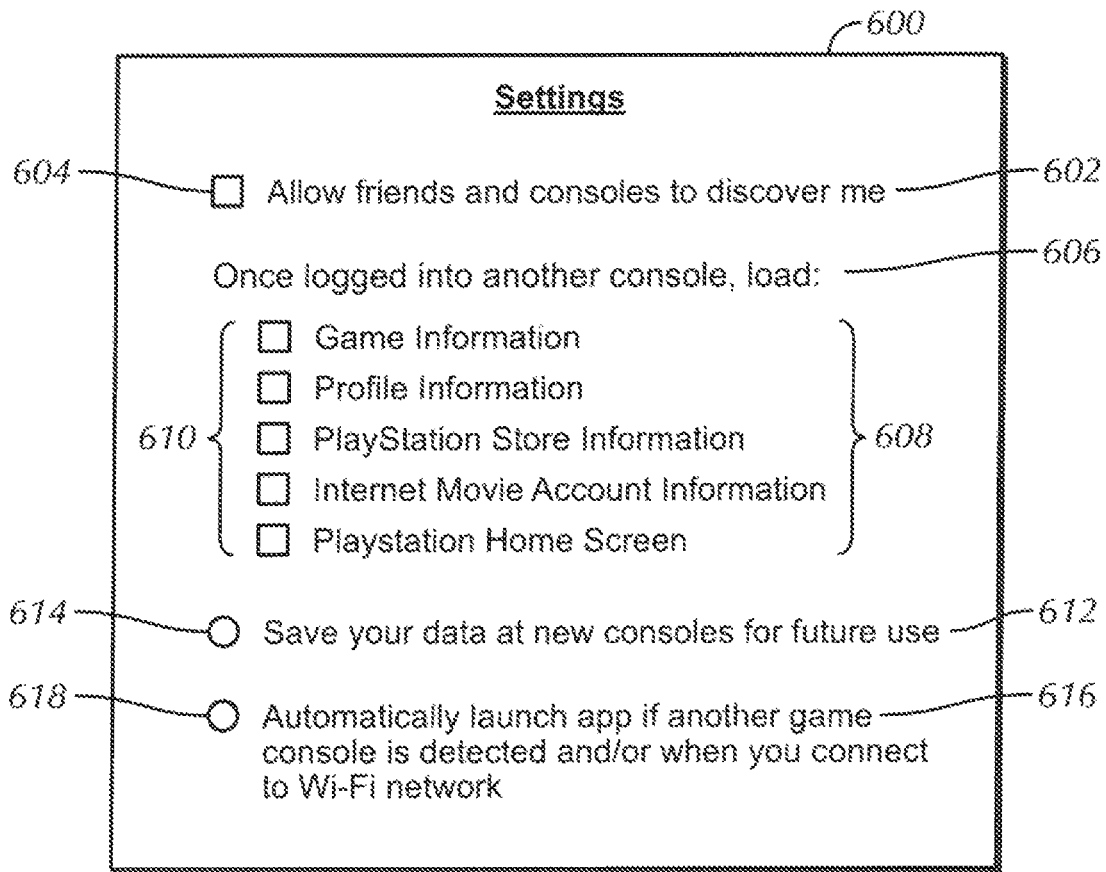 600
Settings
604 Allow friends and consoles to discover me 602
Once logged into another console, load: 606
Game Information
Profile Information
610 PlayStation Store Information 608
Internet Movie Account Information
Playstation Home Screen
614 Save your data at new consoles for future use 612
618 Automatically launch app if another game 616
console is detected and/or when you connect
to Wi-Fi network